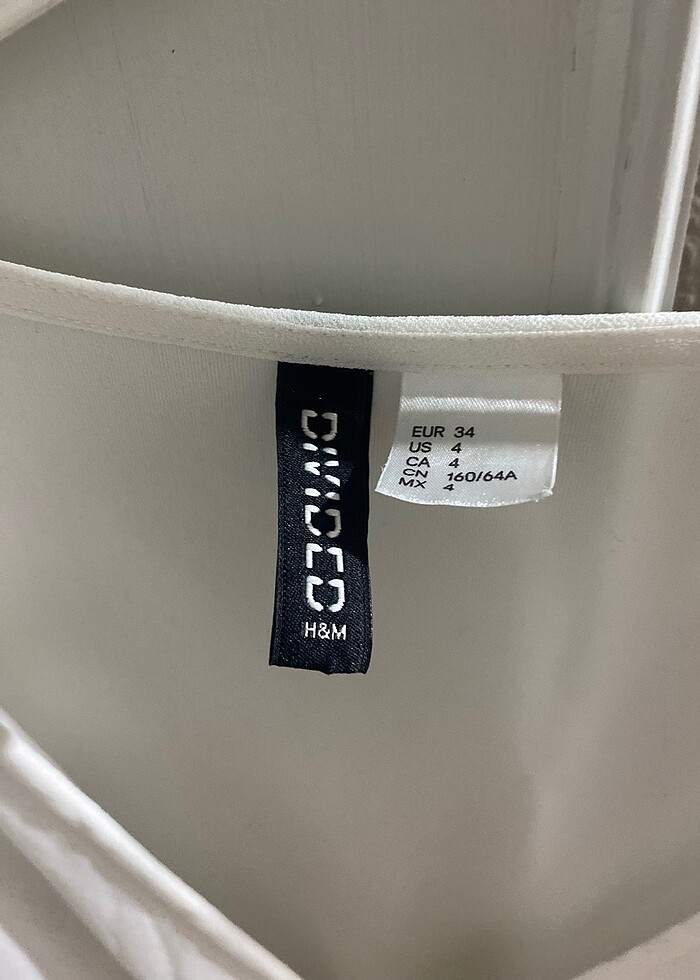 DIVIDED
H&M
EUR 34
US 4
CA 4
CN 160/64A
MX 4